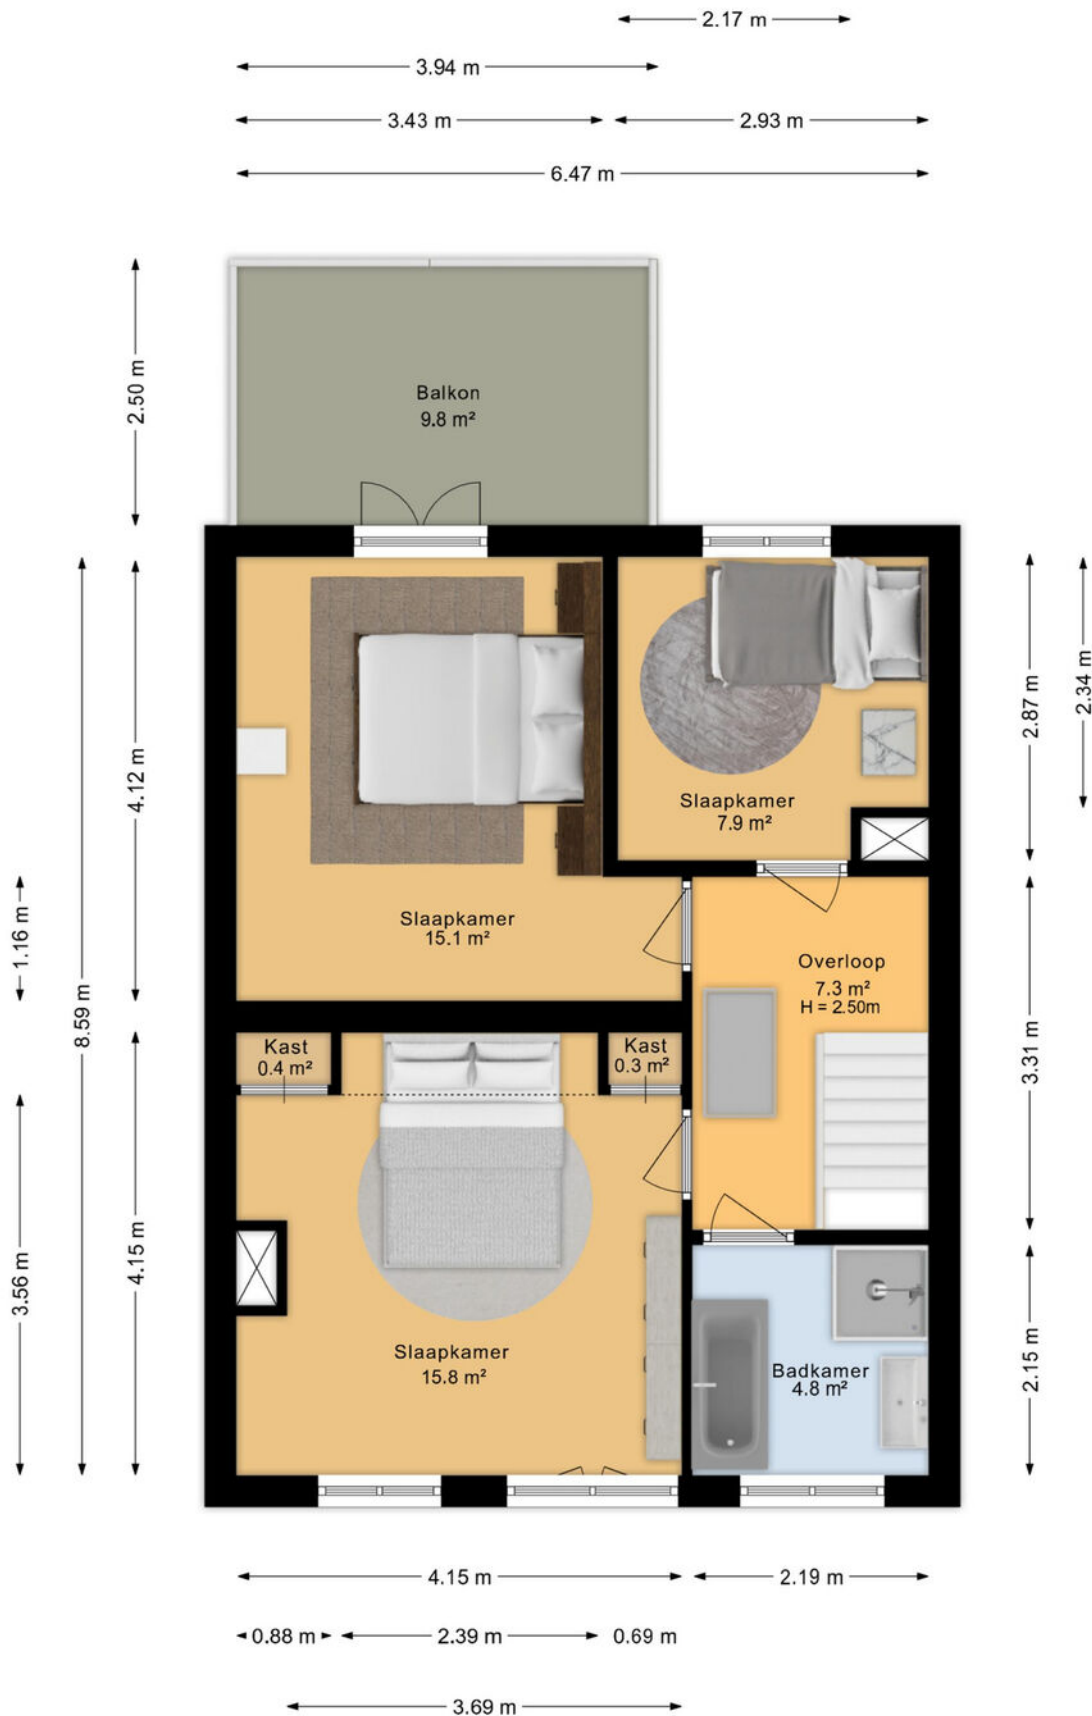 2.17 m
3.94 m
3.43 m
2.93 m
6.47 m
2.50 m
Balkon
9.8 m²
4.12 m
2.87 m
2.34 m
Slaapkamer
7.9 m²
1.16 m
8.59 m
Slaapkamer
15.1 m²
Overloop
7.3 m²
H = 2.50m
3.31 m
Kast
0.4 m²
Kast
0.3 m²
3.56 m
4.15 m
Slaapkamer
15.8 m²
Badkamer
4.8 m²
2.15 m
4.15 m
2.19 m
0.88 m
2.39 m
0.69 m
3.69 m